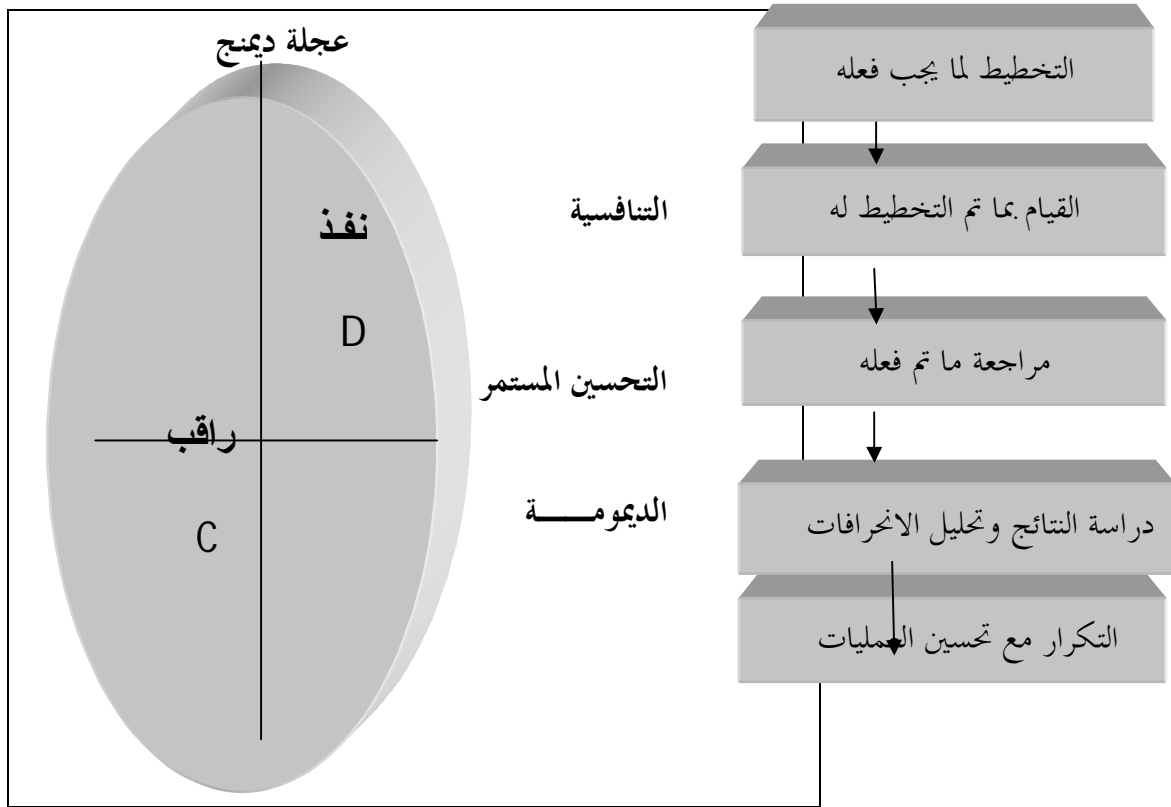 عجلة ديمنج
نفذ
D
راقب
C
التنافسية
التحسين المستمر
الديمومـــــة
التخطيط لما يجب فعله
القيام بما تم التخطيط له
مراجعة ما تم فعله
دراسة النتائج وتحليل الانحرافات
التكرار مع تحسين العمليات